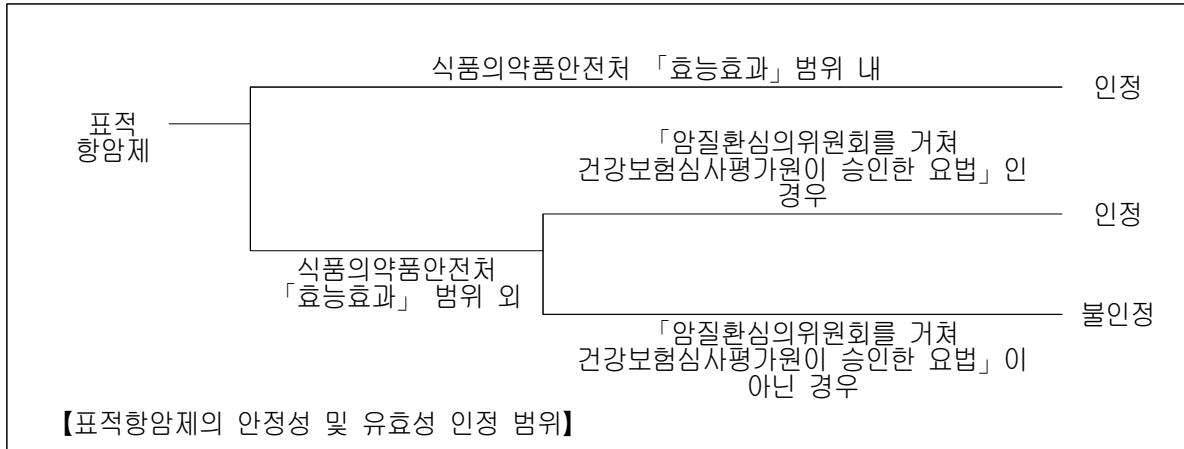 식품의약품안전처 「효능효과」범위 내
인정
표적
항암제
「암질환심의위원회를 거쳐
건강보험심사평가원이 승인한 요법」인
경우
인정
식품의약품안전처
「효능효과」 범위 외
불인정
「암질환심의위원회를 거쳐
건강보험심사평가원이 승인한 요법」이
아닌 경우
【표적항암제의 안정성 및 유효성 인정 범위】